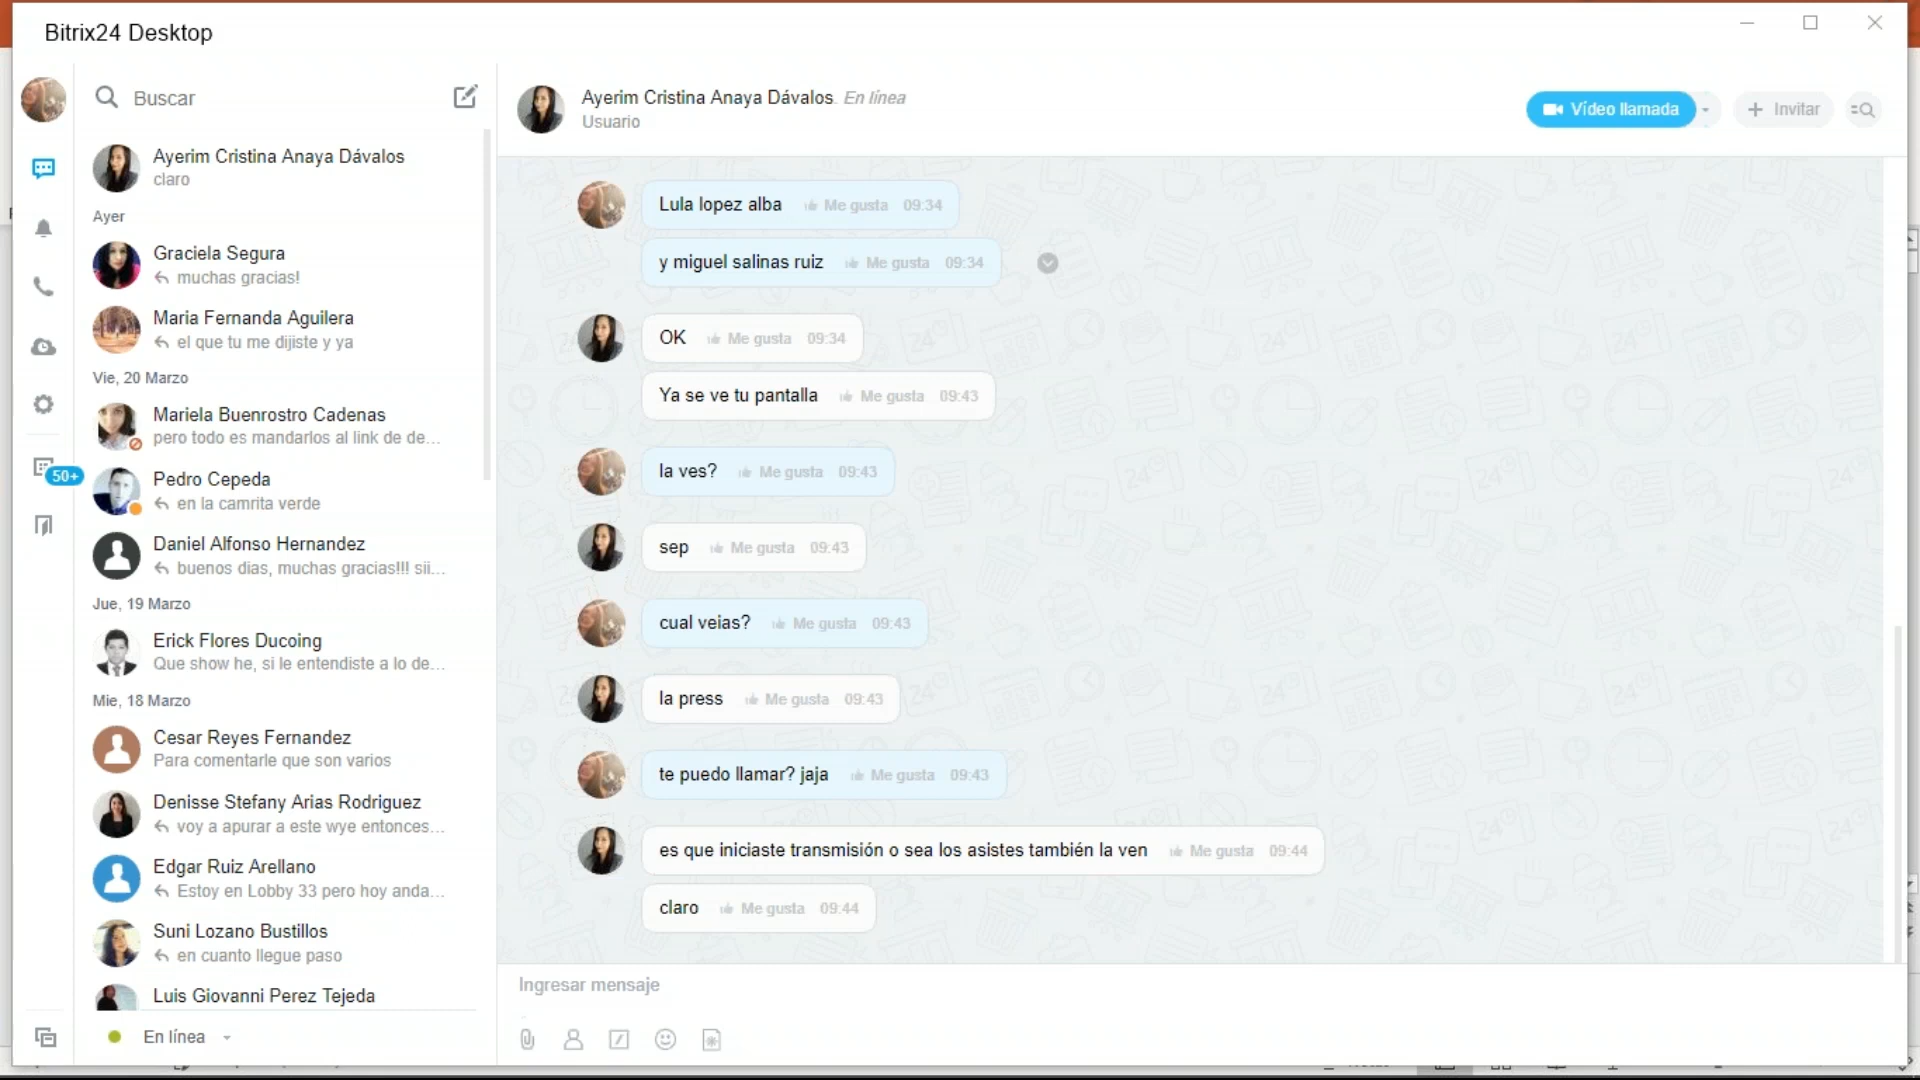 Bitrix24 Desktop
Buscar
Ayerim Cristina Anaya Dávalos
claro
Ayer
Graciela Segura
muchas gracias!
Maria Fernanda Aguilera
el que tu me dijiste y ya
Vie, 20 Marzo
Mariela Buenrostro Cadenas
pero todo es mandarlos al link de de...
50+
Pedro Cepeda
en la camrita verde
Daniel Alfonso Hernandez
buenos dias, muchas gracias!!! sii...
Jue, 19 Marzo
Erick Flores Ducoing
Que show he, si le entendiste a lo de...
Mie, 18 Marzo
Cesar Reyes Fernandez
Para comentarle que son varios
Denisse Stefany Arias Rodriguez
voy a apurar a este wye entonces...
Edgar Ruiz Arellano
Estoy en Lobby 33 pero hoy anda...
Suni Lozano Bustillos
en cuanto llegue paso
Luis Giovanni Perez Tejeda
En línea
Ayerim Cristina Anaya Dávalos. En línea
Usuario
Vídeo llamada
+ Invitar
Lula lopez alba Me gusta 09:34
y miguel salinas ruiz Me gusta 09:34
OK Me gusta 09:34
Ya se ve tu pantalla Me gusta 09:43
la ves? Me gusta 09:43
sep Me gusta 09:43
cual veias? Me gusta 09:43
la press Me gusta 09:43
te puedo llamar? jaja Me gusta 09:43
es que iniciaste transmisión o sea los asistes también la ven Me gusta 09:44
claro Me gusta 09:44
Ingresar mensaje